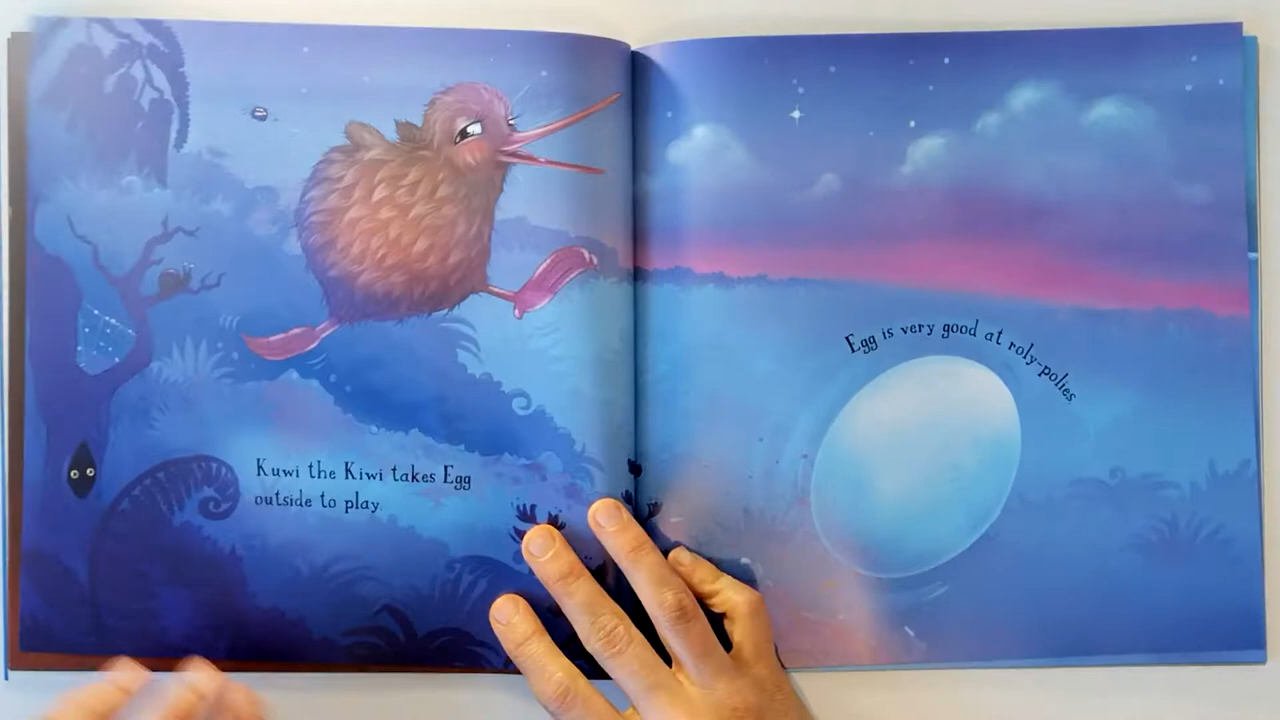 Kuwi the Kiwi takes Egg
outside to play.
Egg is very good at roly-polies